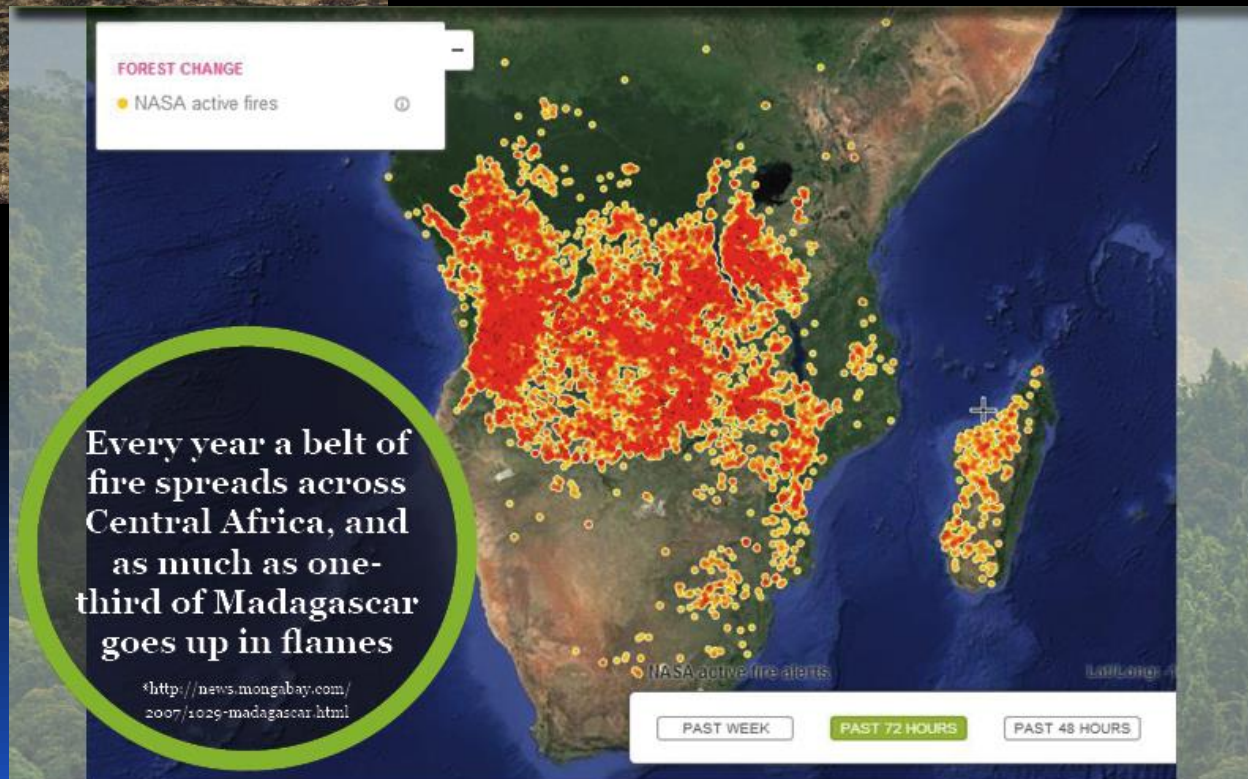 FOREST CHANGE
NASA active fires
Every year a belt of
fire spreads across
Central Africa, and
as much as one-
third of Madagascar
goes up in flames
*http://news.mongabay.com/
2007/1029-madagascar.html
NASA active fire alerts
Lat/Long:
PAST WEEK
PAST 72 HOURS
PAST 48 HOURS